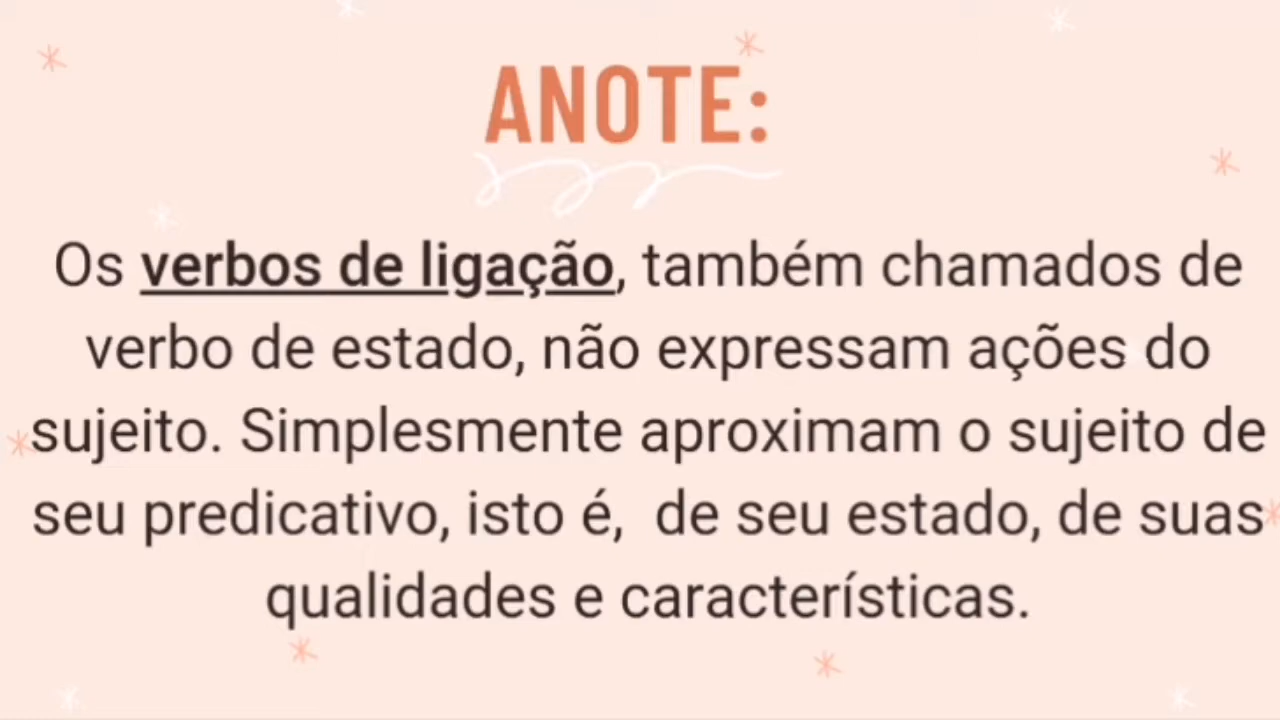 ANOTE:
Os verbos de ligação, também chamados de
verbo de estado, não expressam ações do
sujeito. Simplesmente aproximam o sujeito de
seu predicativo, isto é, de seu estado, de suas
qualidades e características.